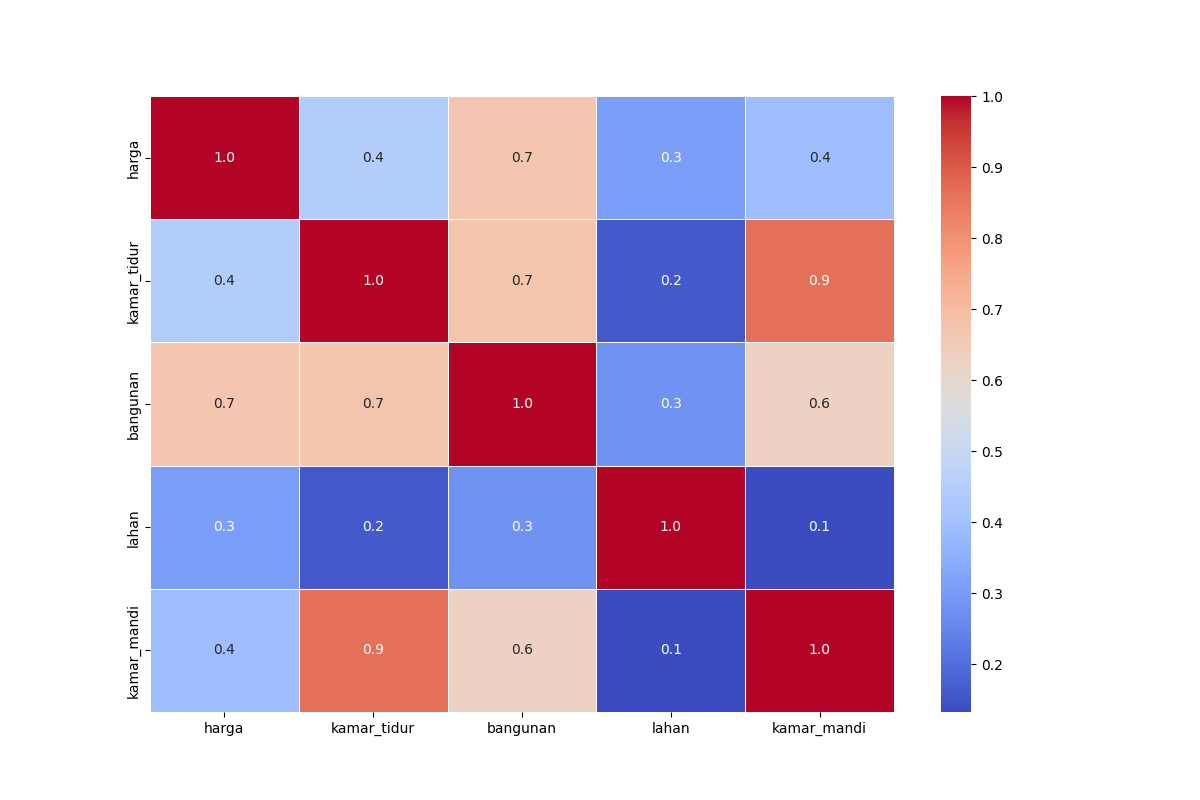 harga 1.0 0.4 0.7 0.3 0.4
kamar_tidur 0.4 1.0 0.7 0.2 0.9
bangunan 0.7 0.7 1.0 0.3 0.6
lahan 0.3 0.2 0.3 1.0 0.1
kamar_mandi 0.4 0.9 0.6 0.1 1.0
harga kamar_tidur bangunan lahan kamar_mandi
1.0
0.9
0.8
0.7
0.6
0.5
0.4
0.3
0.2